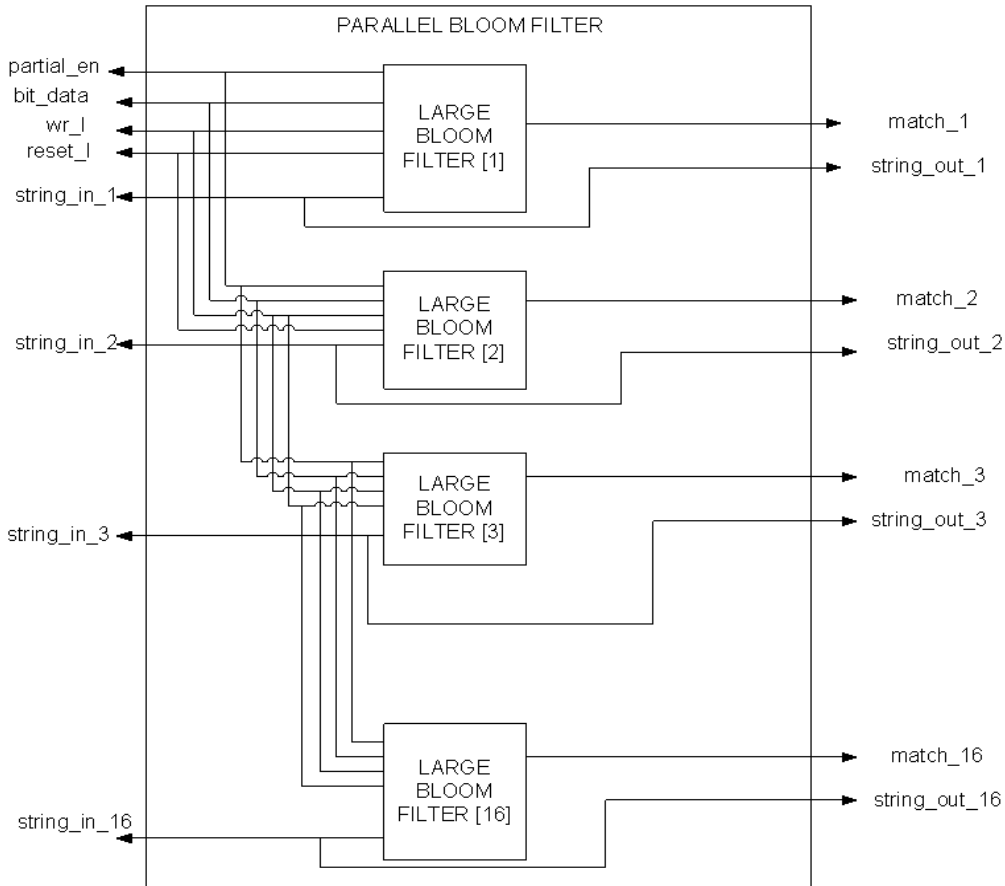 PARALLEL BLOOM FILTER
partial_en
bit_data
wr_l
reset_l
string_in_1
LARGE
BLOOM
FILTER [1]
match_1
string_out_1
string_in_2
LARGE
BLOOM
FILTER [2]
match_2
string_out_2
string_in_3
LARGE
BLOOM
FILTER [3]
match_3
string_out_3
string_in_16
LARGE
BLOOM
FILTER [16]
match_16
string_out_16